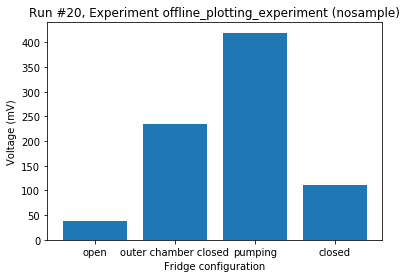 Run #20, Experiment offline_plotting_experiment (nosample)
Voltage (mV)
400
350
300
250
200
150
100
50
0
open outer chamber closed pumping closed
Fridge configuration